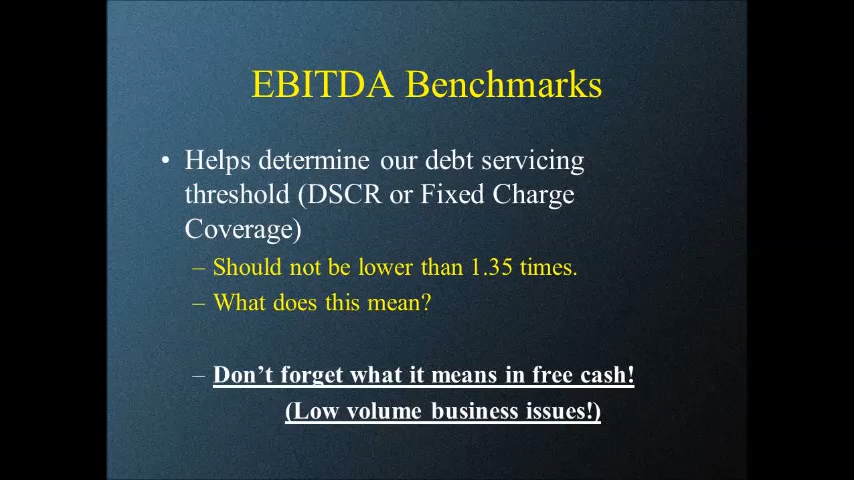 EBITDA Benchmarks
• Helps determine our debt servicing
threshold (DSCR or Fixed Charge
Coverage)
– Should not be lower than 1.35 times.
– What does this mean?
– Don’t forget what it means in free cash!
(Low volume business issues!)